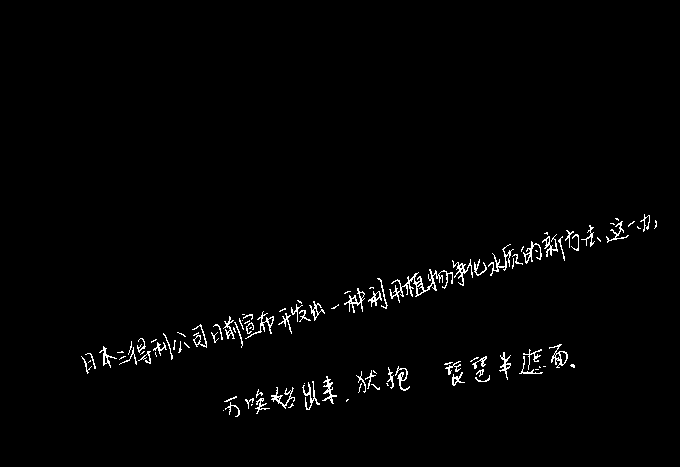 日本三得利公司日前宣布开发出一种利用植物净化水质的新方法、这一办
万唤始出来.犹抱 琵琶半遮面。